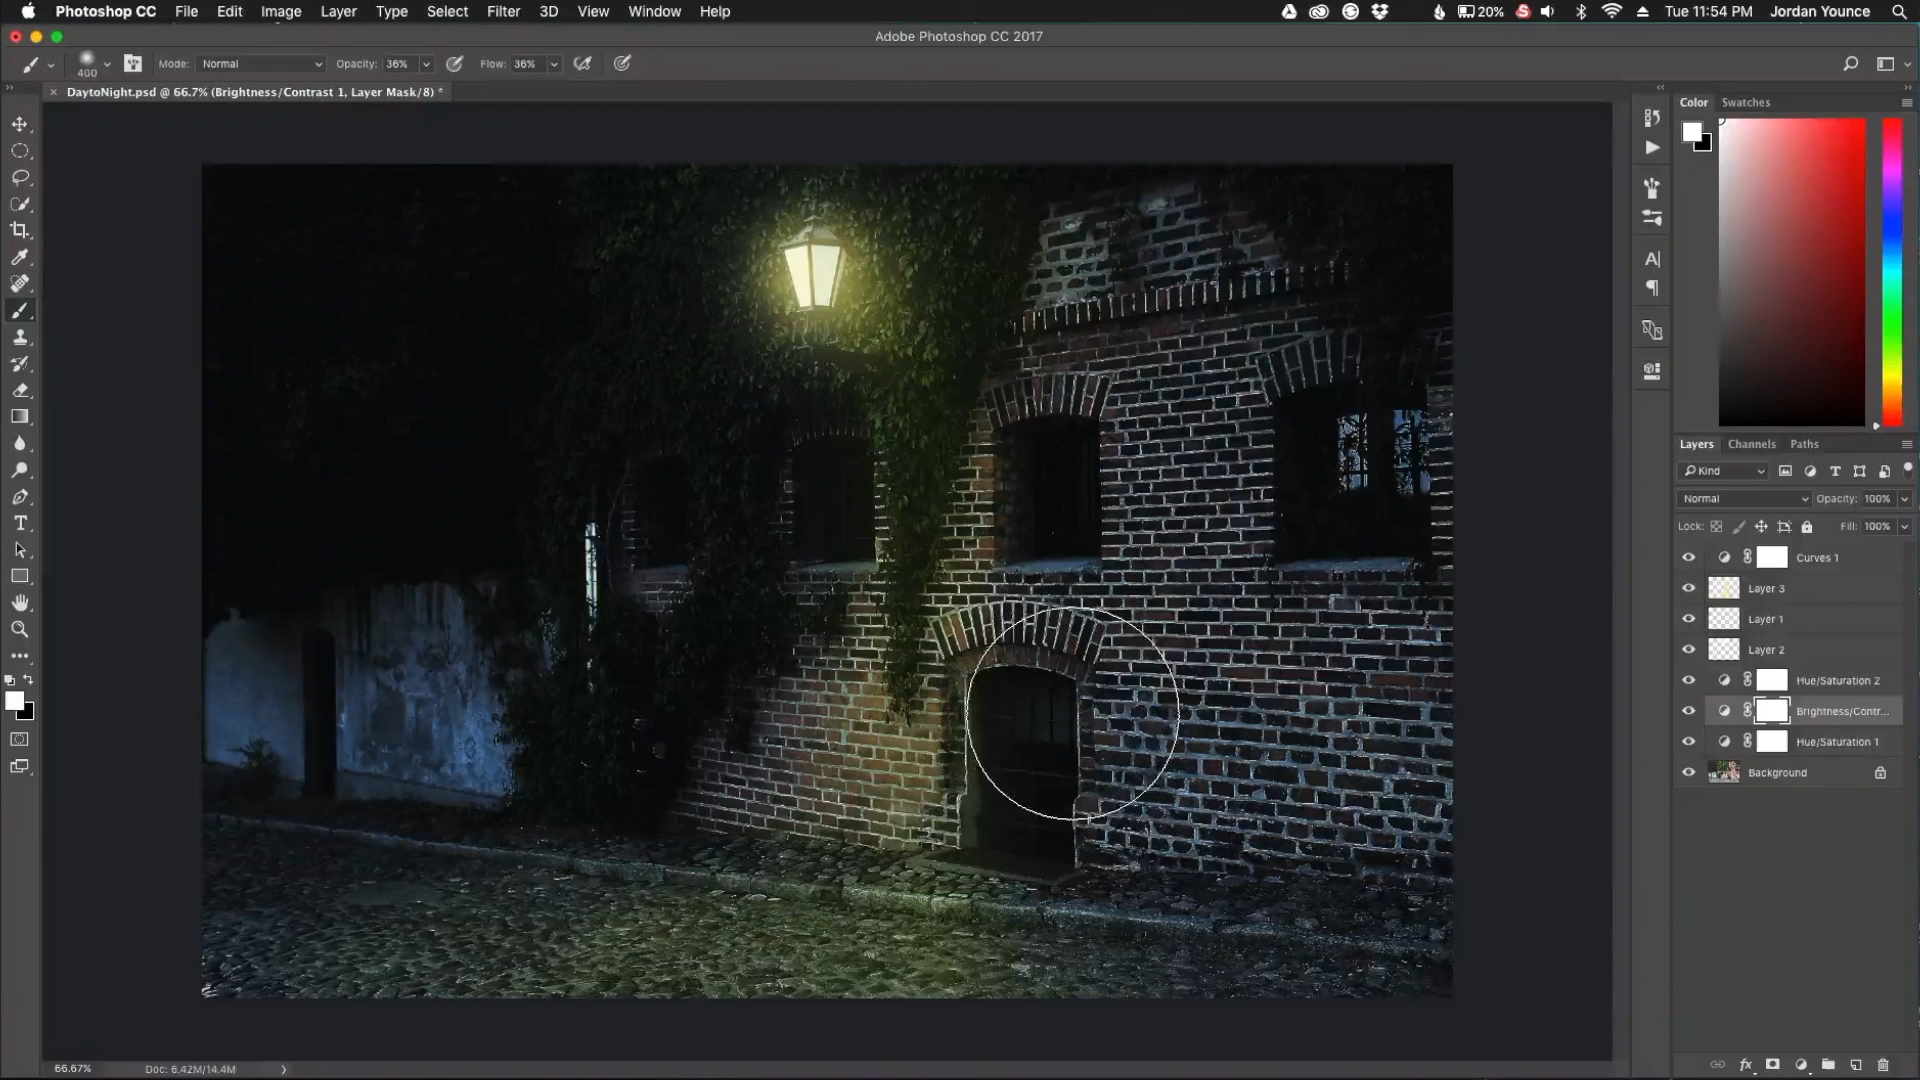 Photoshop CC File Edit Image Layer Type Select Filter 3D View Window Help 20% Tue 11:54 PM Jordan Younce
Adobe Photoshop CC 2017
400 Mode: Normal Opacity: 36% Flow: 36%
× DaytoNight.psd @ 66.7% (Brightness/Contrast 1, Layer Mask/8) *
Color Swatches
Layers Channels Paths
Kind
Normal Opacity: 100%
Lock: Fill: 100%
Curves 1
Layer 3
Layer 1
Layer 2
Hue/Saturation 2
Brightness/Contr...
Hue/Saturation 1
Background
66.67% Doc: 6.42M/14.4M